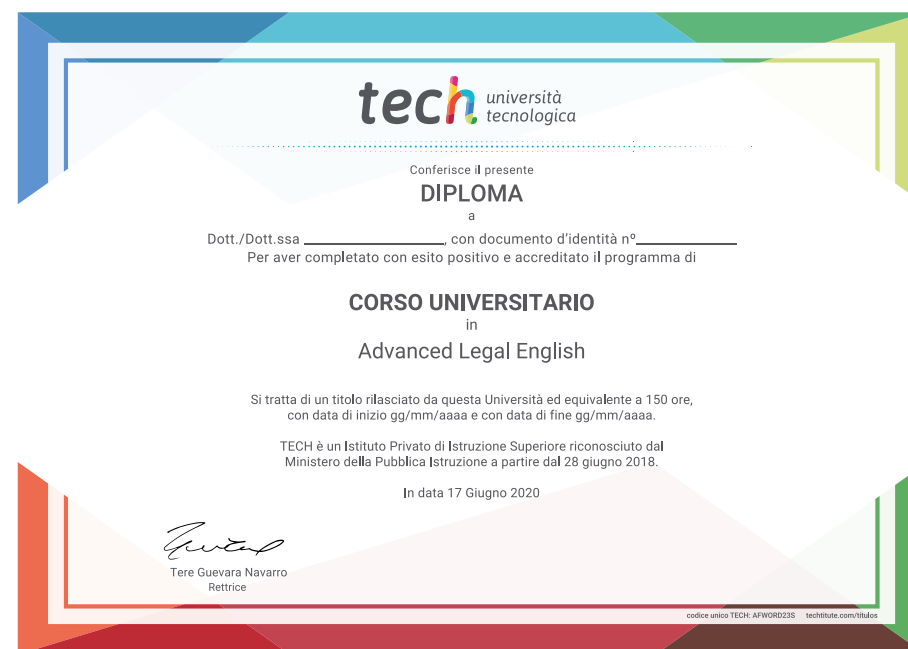 tech università
tecnologica
Conferisce il presente
DIPLOMA
a
Dott./Dott.ssa ____________________, con documento d'identità nº______________
Per aver completato con esito positivo e accreditato il programma di
CORSO UNIVERSITARIO
in
Advanced Legal English
Si tratta di un titolo rilasciato da questa Università ed equivalente a 150 ore,
con data di inizio gg/mm/aaaa e con data di fine gg/mm/aaaa.
TECH è un Istituto Privato di Istruzione Superiore riconosciuto dal
Ministero della Pubblica Istruzione a partire dal 28 giugno 2018.
In data 17 Giugno 2020
Tere Guevara Navarro
Rettrice
codice unico TECH: AFWORD23S techtitute.com/titulos